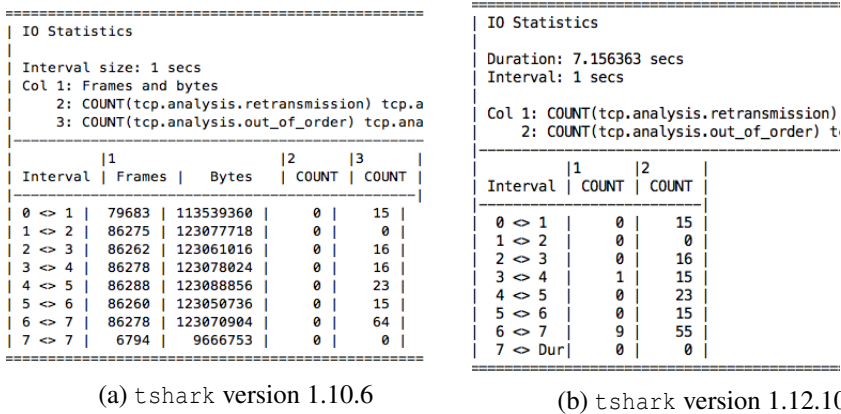 | IO Statistics
|
| Interval size: 1 secs
| Col 1: Frames and bytes
|     2: COUNT(tcp.analysis.retransmission) tcp.a
|     3: COUNT(tcp.analysis.out_of_order) tcp.ana
|          |1                  |2      |3      |
| Interval | Frames |   Bytes   | COUNT | COUNT |
| 0 <> 1 | 79683 | 113539360 | 0 | 15 |
| 1 <> 2 | 86275 | 123077718 | 0 | 0 |
| 2 <> 3 | 86262 | 123061016 | 0 | 16 |
| 3 <> 4 | 86278 | 123078024 | 0 | 16 |
| 4 <> 5 | 86288 | 123088856 | 0 | 23 |
| 5 <> 6 | 86260 | 123050736 | 0 | 15 |
| 6 <> 7 | 86278 | 123070904 | 0 | 64 |
| 7 <> 7 | 6794 | 9666753 | 0 | 0 |
(a) tshark version 1.10.6
| IO Statistics
|
| Duration: 7.156363 secs
| Interval: 1 secs
|
| Col 1: COUNT(tcp.analysis.retransmission)
|     2: COUNT(tcp.analysis.out_of_order) t
|          |1      |2      |
| Interval | COUNT | COUNT |
| 0 <> 1 | 0 | 15 |
| 1 <> 2 | 0 | 0 |
| 2 <> 3 | 0 | 16 |
| 3 <> 4 | 1 | 15 |
| 4 <> 5 | 0 | 23 |
| 5 <> 6 | 0 | 15 |
| 6 <> 7 | 9 | 55 |
| 7 <> Dur| 0 | 0 |
(b) tshark version 1.12.10